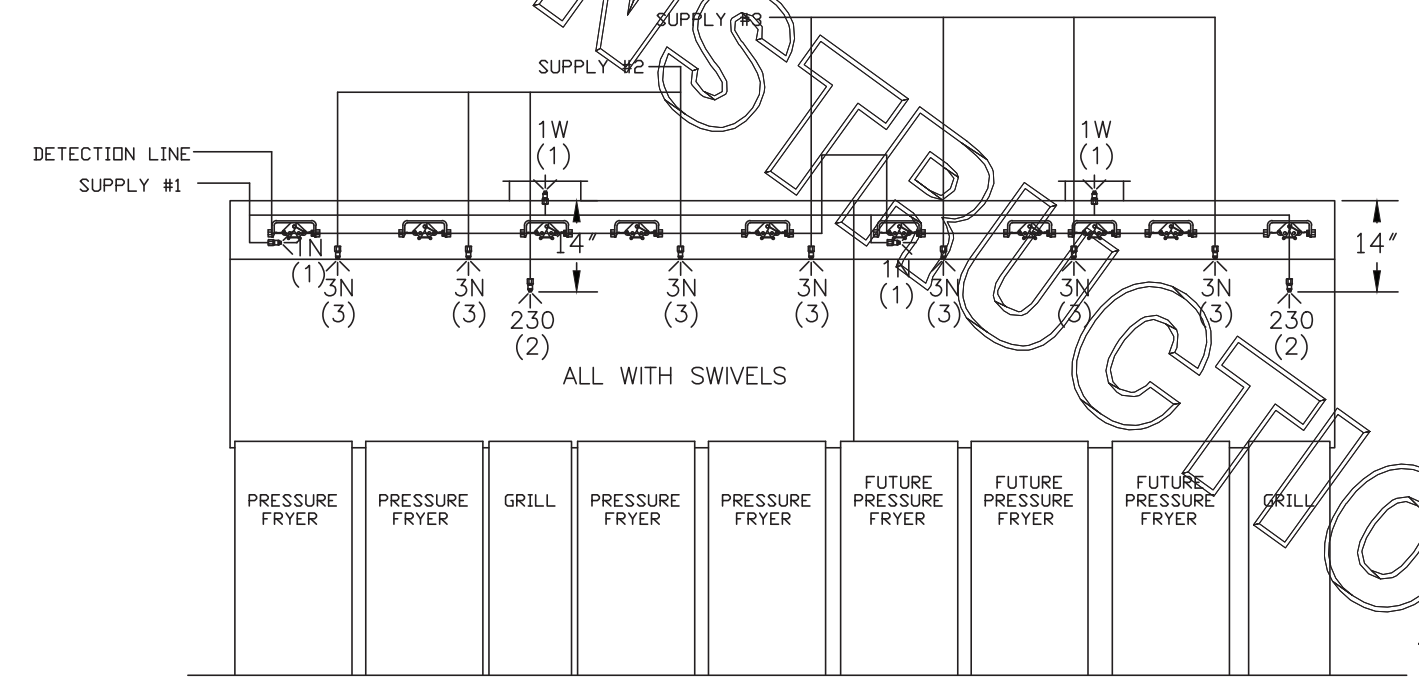 SUPPLY #3
SUPPLY #2
1W
(1)
1W
(1)
DETECTION LINE
SUPPLY #1
14"
14"
1N
(1)
1N
(1)
3N
(3)
3N
(3)
230
(2)
3N
(3)
3N
(3)
3N
(3)
3N
(3)
3N
(3)
230
(2)
ALL WITH SWIVELS
PRESSURE
FRYER
PRESSURE
FRYER
GRILL
PRESSURE
FRYER
PRESSURE
FRYER
FUTURE
PRESSURE
FRYER
FUTURE
PRESSURE
FRYER
FUTURE
PRESSURE
FRYER
GRILL
NSTRUCTIO